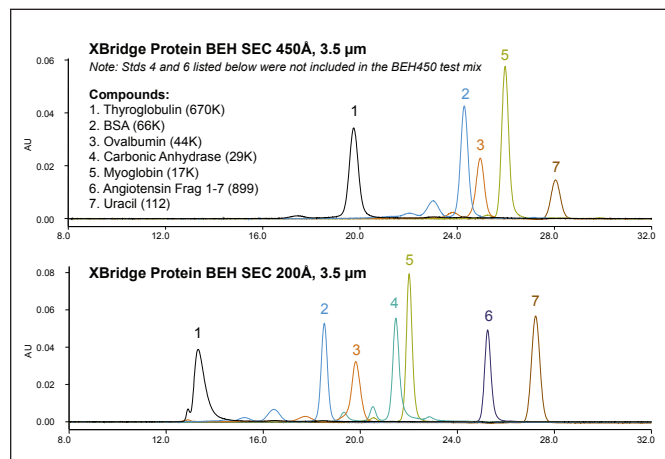 XBridge Protein BEH SEC 450Å, 3.5 µm
Note: Stds 4 and 6 listed below were not included in the BEH450 test mix
Compounds:
1. Thyroglobulin (670K)
2. BSA (66K)
3. Ovalbumin (44K)
4. Carbonic Anhydrase (29K)
5. Myoglobin (17K)
6. Angiotensin Frag 1-7 (899)
7. Uracil (112)
1
2
3
5
7
AU
0.06
0.04
0.02
0.00
8.0 12.0 16.0 20.0 24.0 28.0 32.0
XBridge Protein BEH SEC 200Å, 3.5 µm
1
2
3
4
5
6
7
AU
0.08
0.06
0.04
0.02
0.00
8.0 12.0 16.0 20.0 24.0 28.0 32.0